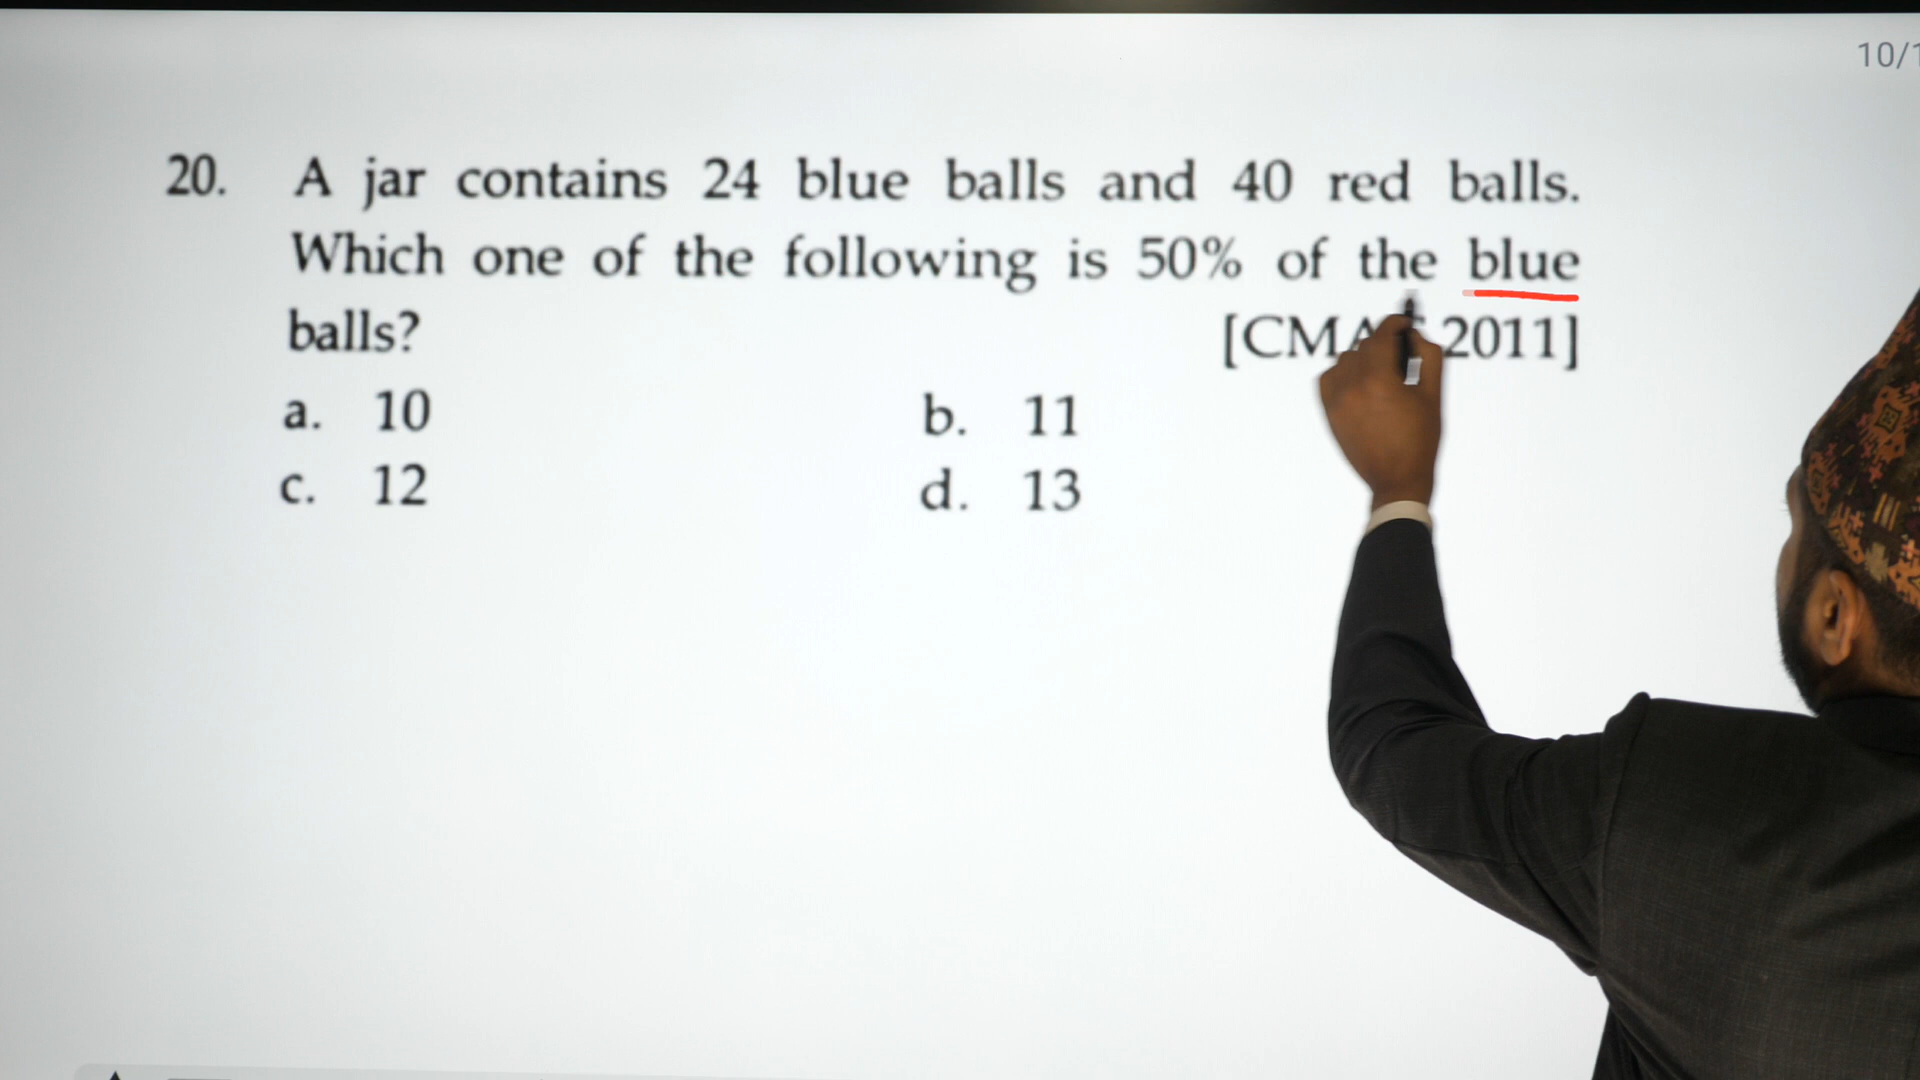 10/1
20. A jar contains 24 blue balls and 40 red balls.
Which one of the following is 50% of the blue
balls? 2011]
a. 10 b. 11
c. 12 d. 13